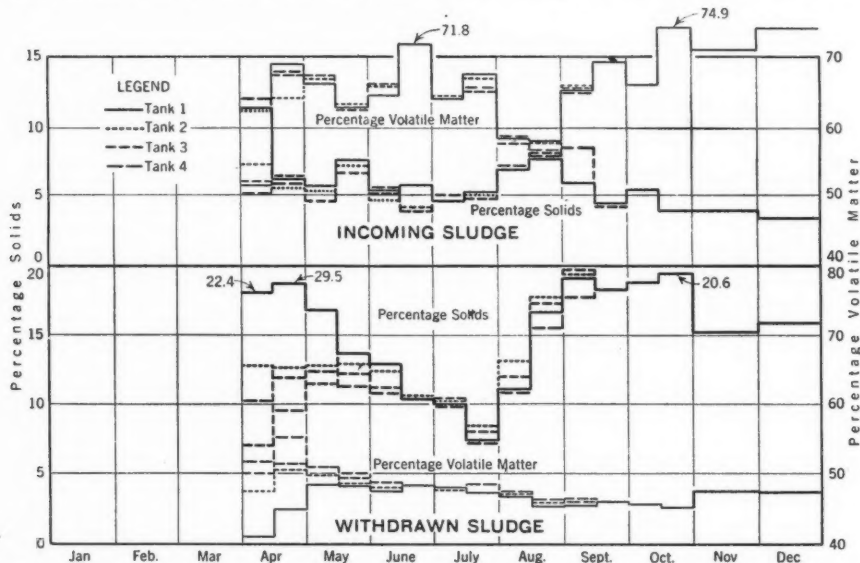 71.8
74.9
15
10
5
0
70
60
50
40
LEGEND
Tank 1
Tank 2
Tank 3
Tank 4
Percentage Volatile Matter
Percentage Solids
INCOMING SLUDGE
Percentage Solids
Percentage Volatile Matter
20
15
10
5
0
80
70
60
50
40
22.4
29.5
20.6
Percentage Solids
Percentage Volatile Matter
WITHDRAWN SLUDGE
Jan Feb. Mar Apr May June July Aug. Sept. Oct. Nov Dec